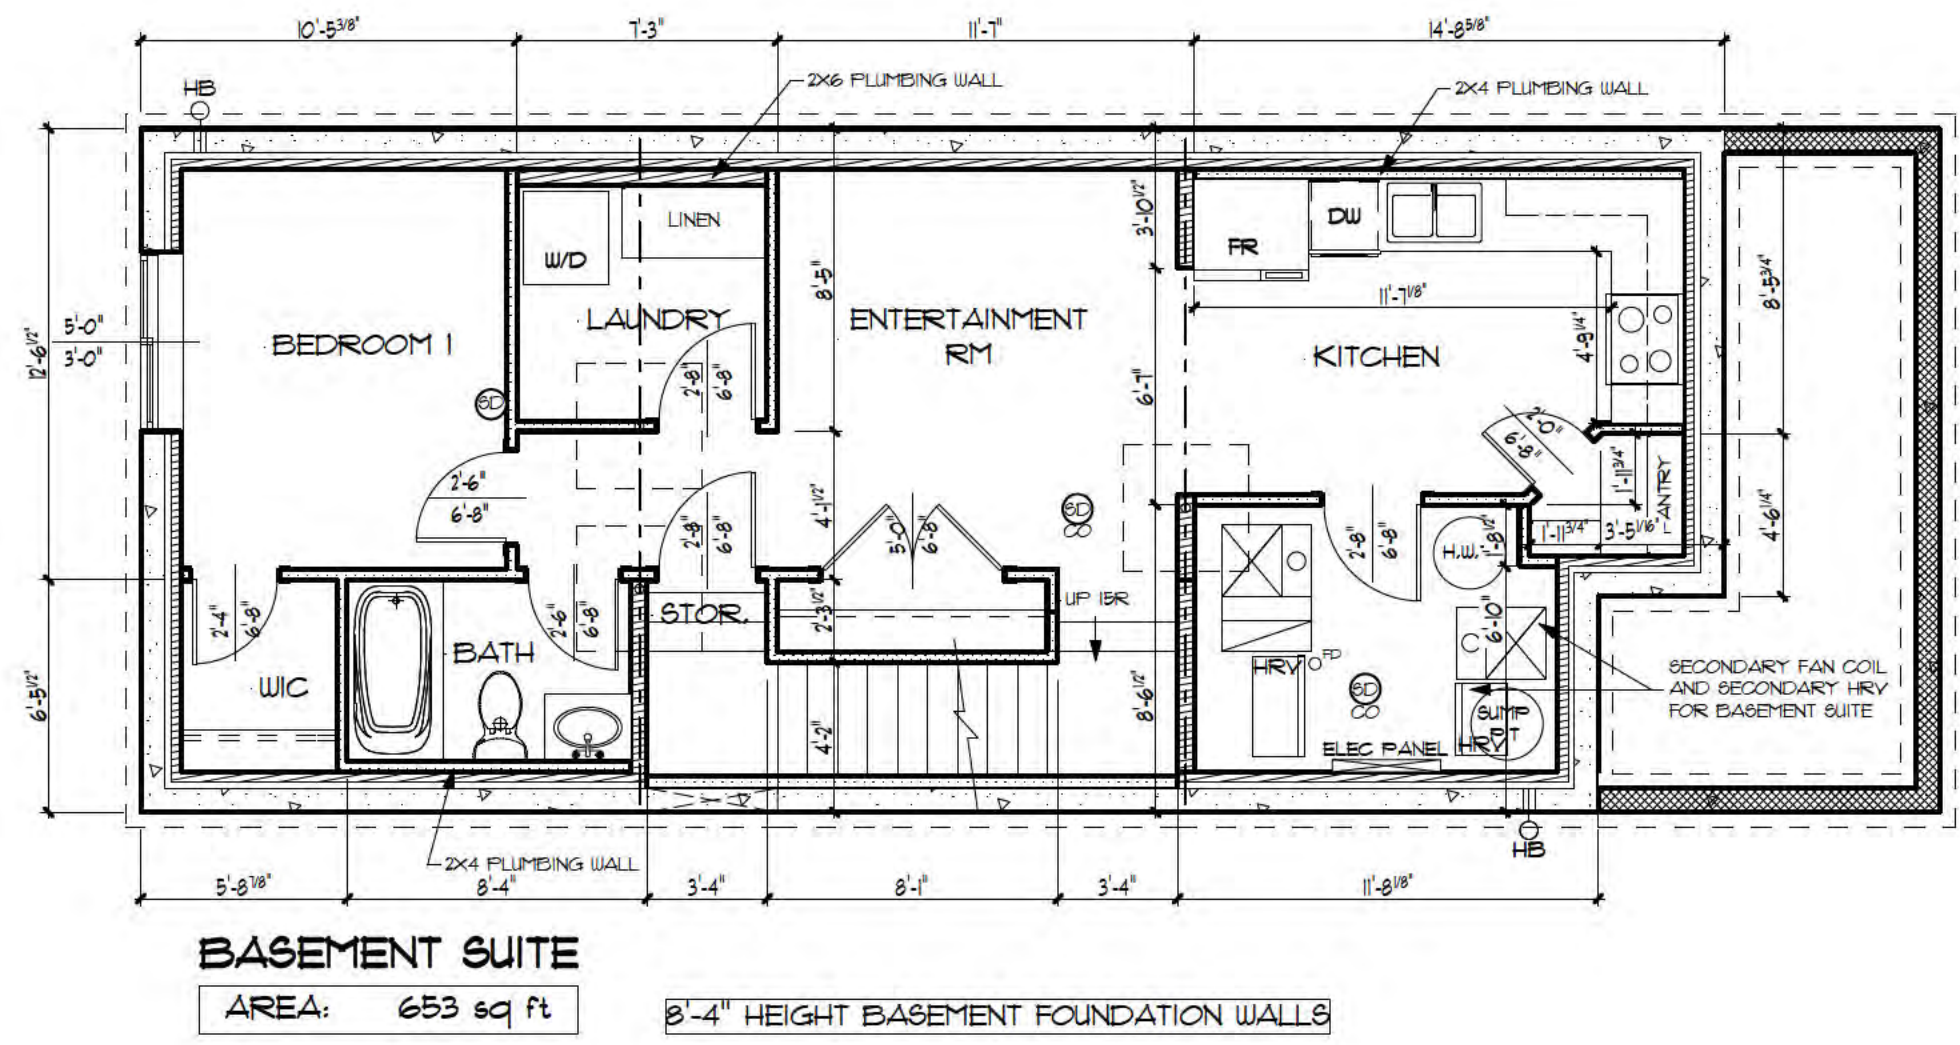 10'-5 3/8"
7'-3"
11'-7"
14'-8 5/8"
HB
2X6 PLUMBING WALL
2X4 PLUMBING WALL
12'-6 1/2"
5'-0"
3'-0"
BEDROOM 1
SD
W/D
LINEN
LAUNDRY
2'-8"
6'-8"
8'-5"
ENTERTAINMENT
RM
3'-10 1/2"
6'-7"
FR
DW
11'-7 1/8"
4'-9 1/4"
KITCHEN
8'-5 3/4"
2'-0"
6'-8"
1'-11 3/4"
PANTRY
1'-11 3/4"
3'-5 1/16"
4'-6 1/4"
2'-6"
6'-8"
2'-8"
6'-8"
4'-1 1/2"
5'-0"
6'-8"
SD
2'-8"
6'-8"
H.W.
1'-8 1/2"
6'-5 1/2"
2'-4"
6'-8"
WIC
BATH
2'-6"
6'-8"
STOR.
2'-3 1/2"
UP 15R
4'-2"
8'-6 1/2"
HRV
FD
SD
6'-10"
SUMP
PIT
HRV
ELEC PANEL
SECONDARY FAN COIL
AND SECONDARY HRV
FOR BASEMENT SUITE
HB
2X4 PLUMBING WALL
5'-8 7/8"
8'-4"
3'-4"
8'-1"
3'-4"
11'-8 1/8"
BASEMENT SUITE
AREA: 653 sq ft
8'-4" HEIGHT BASEMENT FOUNDATION WALLS